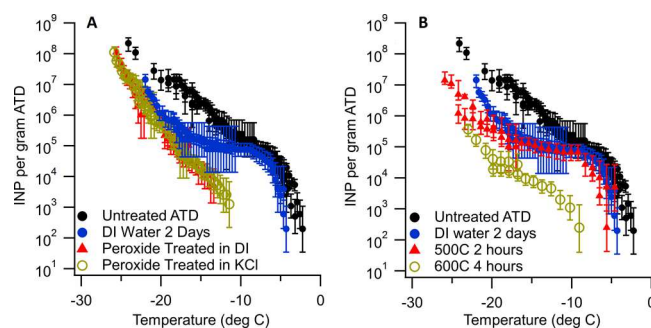 A
INP per gram ATD
10⁹
10⁸
10⁷
10⁶
10⁵
10⁴
10³
10²
10¹
Untreated ATD
DI Water 2 Days
Peroxide Treated in DI
Peroxide Treated in KCl
-30
-20
-10
0
Temperature (deg C)
B
INP per gram ATD
10⁹
10⁸
10⁷
10⁶
10⁵
10⁴
10³
10²
10¹
Untreated ATD
DI water 2 days
500C 2 hours
600C 4 hours
-30
-20
-10
0
Temperature (deg C)